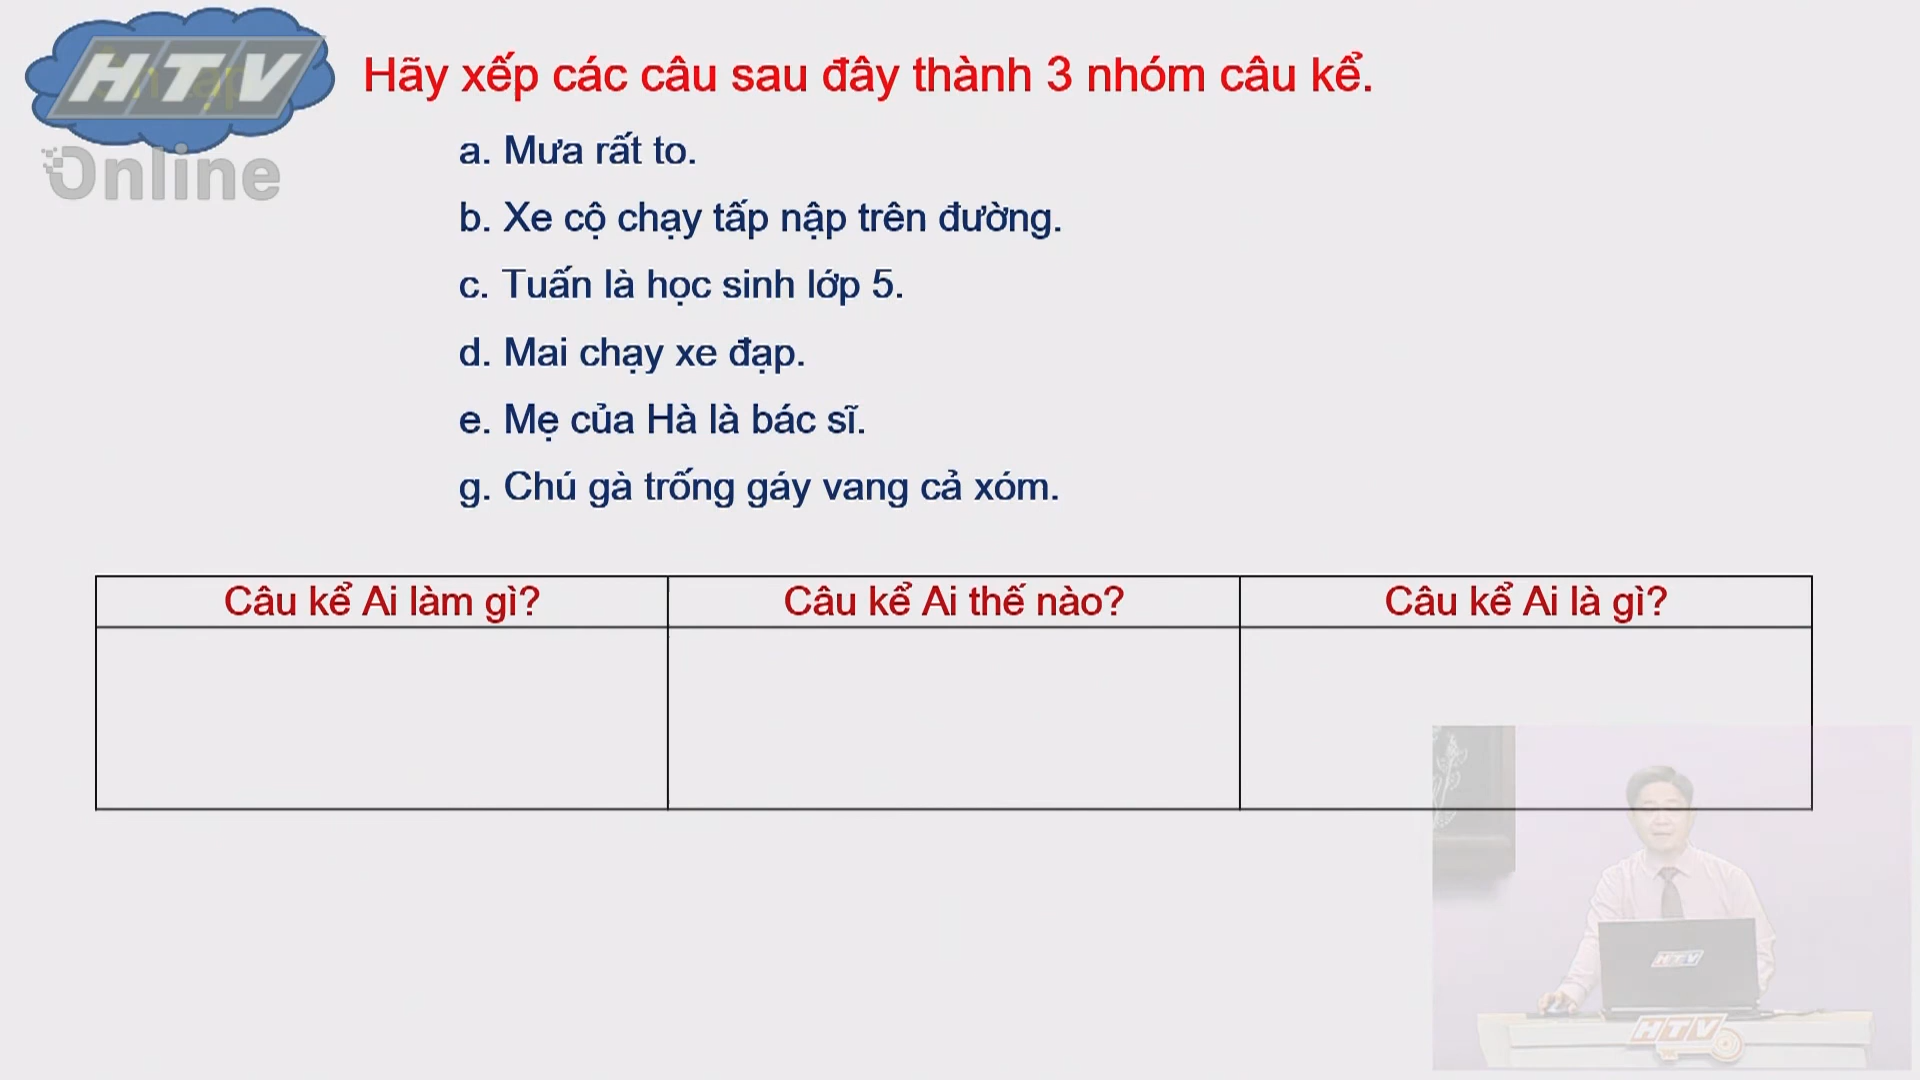 HTV
Online
Hãy xếp các câu sau đây thành 3 nhóm câu kể.
a. Mưa rất to.
b. Xe cộ chạy tấp nập trên đường.
c. Tuấn là học sinh lớp 5.
d. Mai chạy xe đạp.
e. Mẹ của Hà là bác sĩ.
g. Chú gà trống gáy vang cả xóm.
Câu kể Ai làm gì?
Câu kể Ai thế nào?
Câu kể Ai là gì?
HTV
HTV